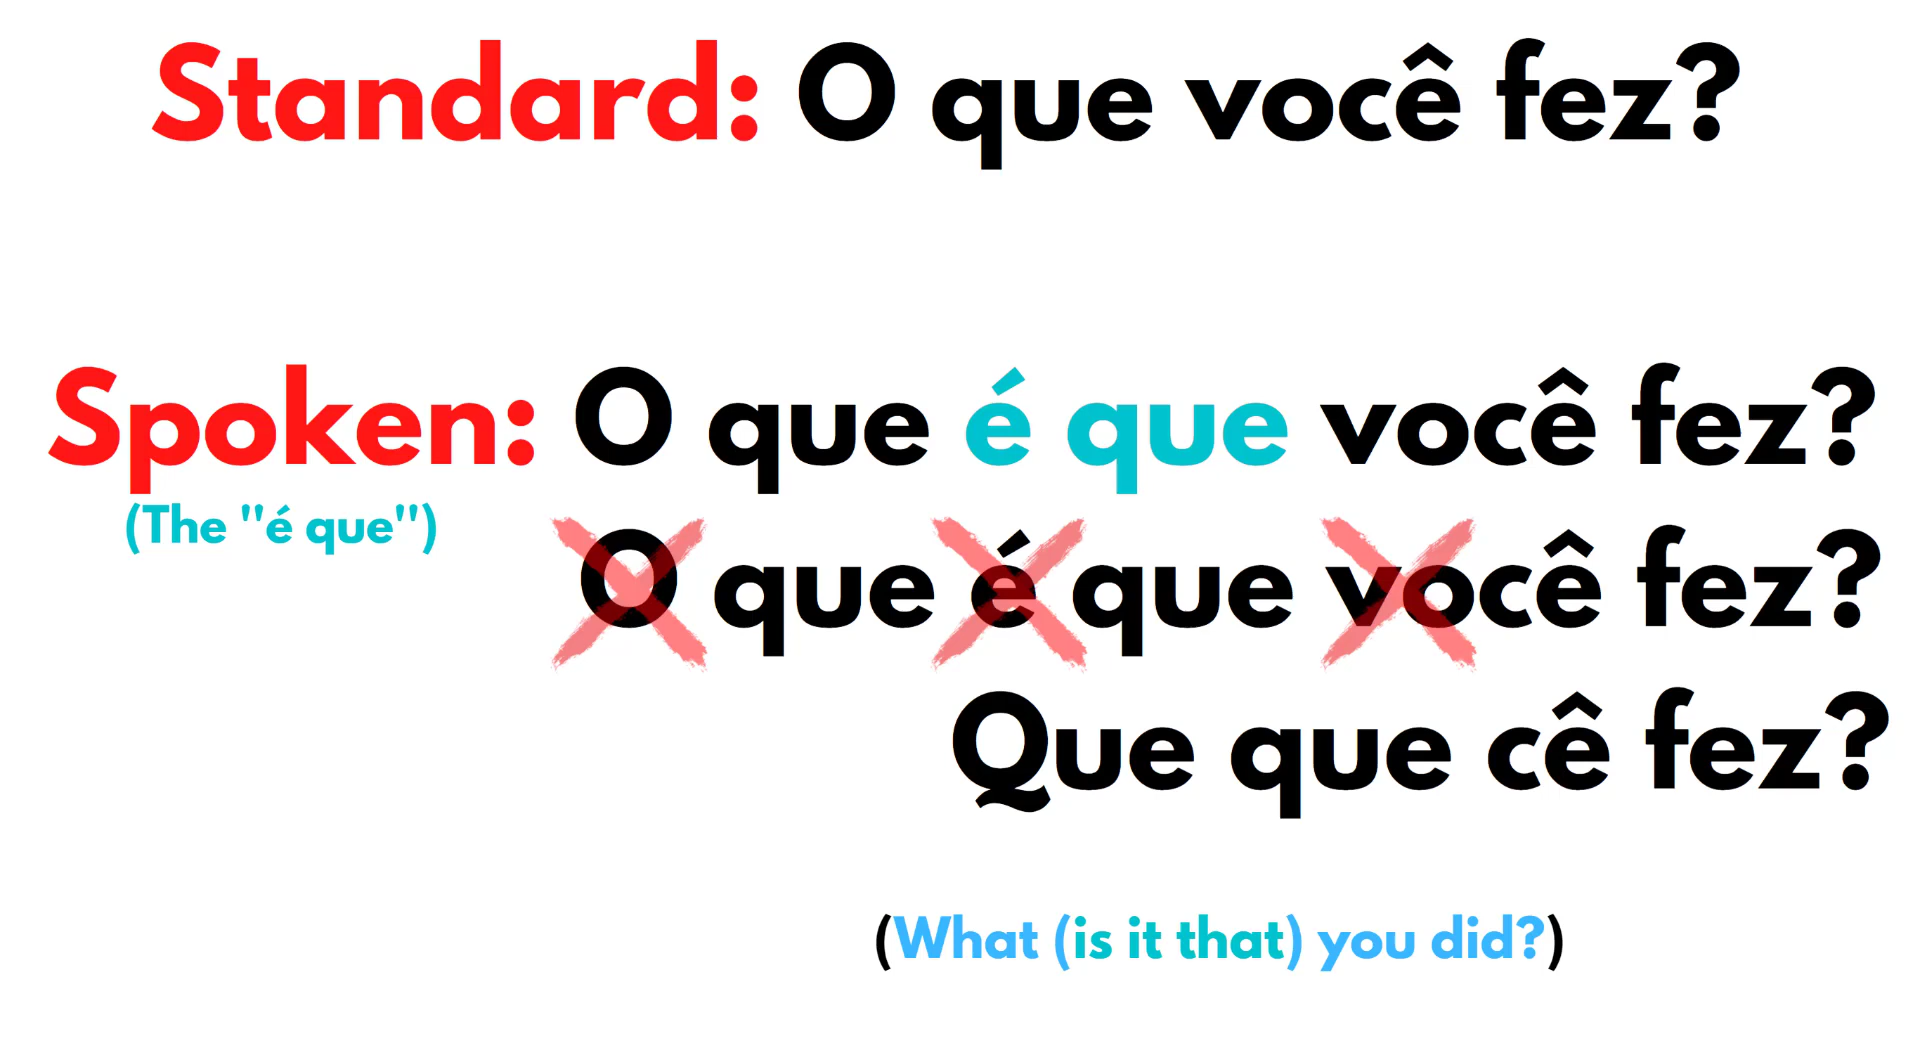 Standard: O que você fez?
Spoken: O que é que você fez?
(The "é que")
O que é que você fez?
Que que cê fez?
(What (is it that) you did?)